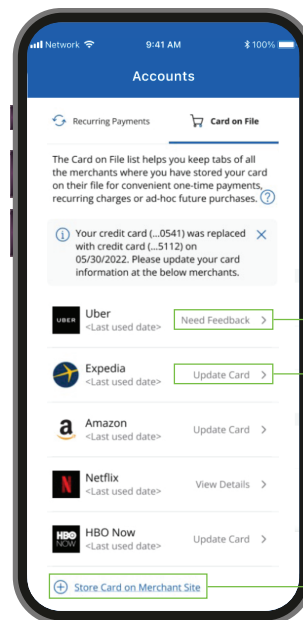 Network 9:41 AM 100%
Accounts
Recurring Payments Card on File
The Card on File list helps you keep tabs of all
the merchants where you have stored your card
on their file for convenient one-time payments,
recurring charges or ad-hoc future purchases. ?
Your credit card (...0541) was replaced
with credit card (...5112) on
05/30/2022. Please update your card
information at the below merchants.
UBER Uber Need Feedback
<Last used date>
Expedia Update Card
<Last used date>
a Amazon Update Card
<Last used date>
N Netflix View Details
<Last used date>
HBO NOW HBO Now Update Card
<Last used date>
Store Card on Merchant Site